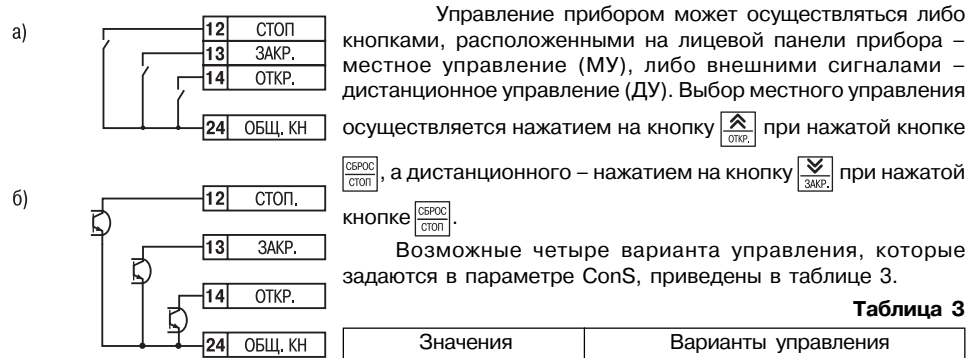 а)
12 СТОП
13 ЗАКР.
14 ОТКР.
24 ОБЩ. КН
б)
12 СТОП.
13 ЗАКР.
14 ОТКР.
24 ОБЩ. КН
Управление прибором может осуществляться либо
кнопками, расположенными на лицевой панели прибора –
местное управление (МУ), либо внешними сигналами –
дистанционное управление (ДУ). Выбор местного управления
осуществляется нажатием на кнопку ОТКР. при нажатой кнопке
СБРОС СТОП, а дистанционного – нажатием на кнопку ЗАКР. при нажатой
кнопке СБРОС СТОП.
Возможные четыре варианта управления, которые
задаются в параметре ConS, приведены в таблице 3.
Таблица 3
Значения Варианты управления